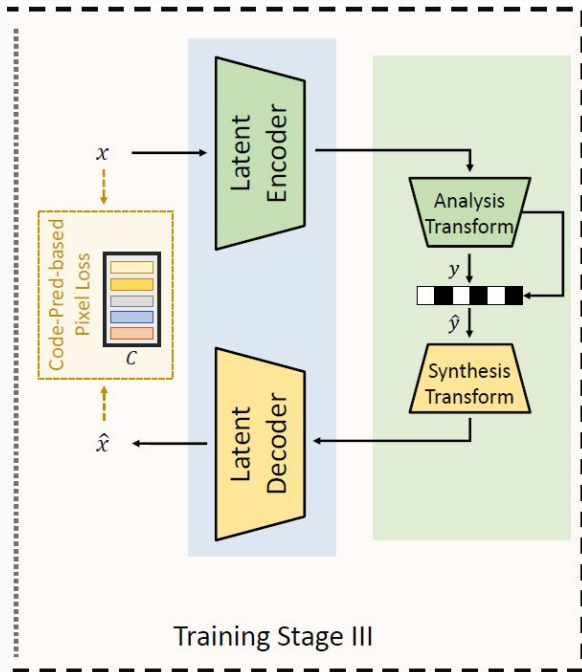 Latent
Encoder
x
Analysis
Transform
y
ŷ
Code-Pred-based
Pixel Loss
C
Synthesis
Transform
x̂
Latent
Decoder
Training Stage III